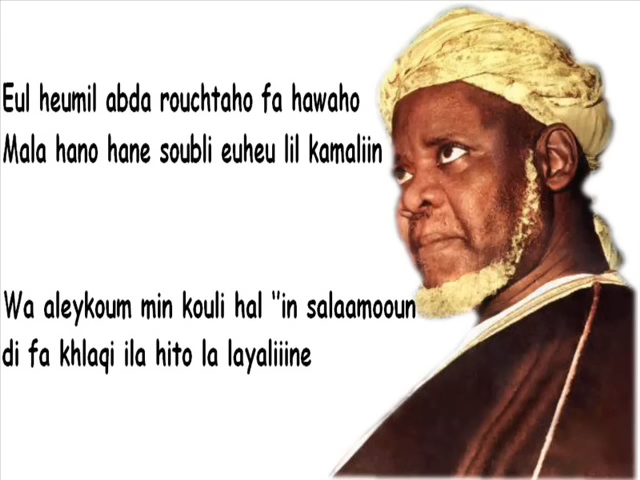 Eul heumil abda rouchtaho fa hawaho
Mala hano hane soubli euheu lil kamaliin
Wa aleykoum min kouli hal ‘’in salaamooun
di fa khlaqi ila hito la layaliiine